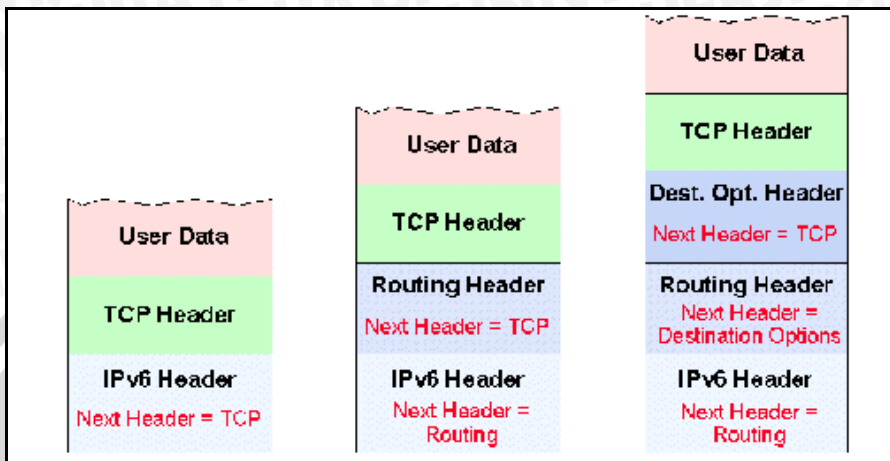 User Data
TCP Header
IPv6 Header
Next Header = TCP
User Data
TCP Header
Routing Header
Next Header = TCP
IPv6 Header
Next Header =
Routing
User Data
TCP Header
Dest. Opt. Header
Next Header = TCP
Routing Header
Next Header =
Destination Options
IPv6 Header
Next Header =
Routing